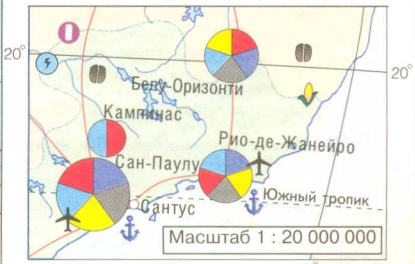 20°
20°
Белу-Оризонти
Кампинас
Рио-де-Жанейро
Сан-Паулу
Южный тропик
Сантус
Масштаб 1 : 20 000 000